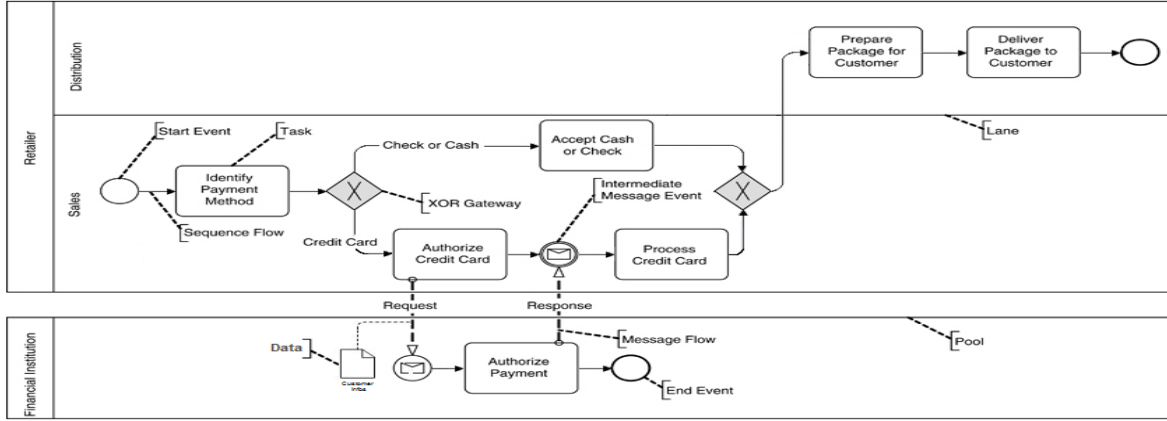 Retailer
Distribution
Prepare
Package for
Customer
Deliver
Package to
Customer
Sales
Start Event
Task
Identify
Payment
Method
Sequence Flow
Check or Cash
Credit Card
XOR Gateway
Accept Cash
or Check
Authorize
Credit Card
Intermediate
Message Event
Process
Credit Card
Lane
Request
Response
Financial Institution
Data
Customer
Infos
Authorize
Payment
Message Flow
End Event
Pool